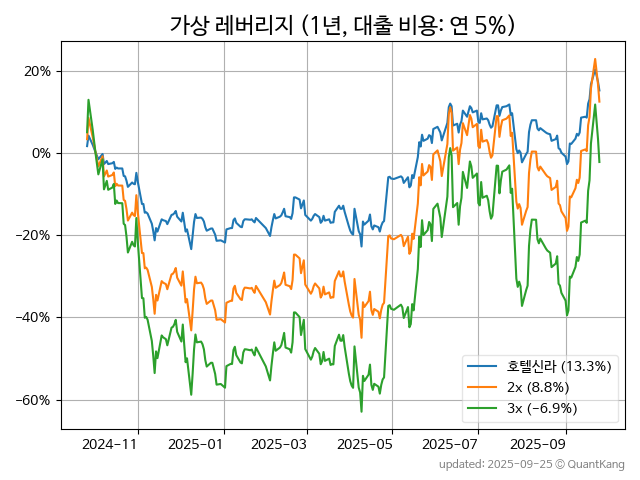 가상 레버리지 (1년, 대출 비용: 연 5%)
20%
0%
−20%
−40%
−60%
호텔신라 (13.3%)
2x (8.8%)
3x (−6.9%)
2024-11 2025-01 2025-03 2025-05 2025-07 2025-09
updated: 2025-09-25 © QuantKang